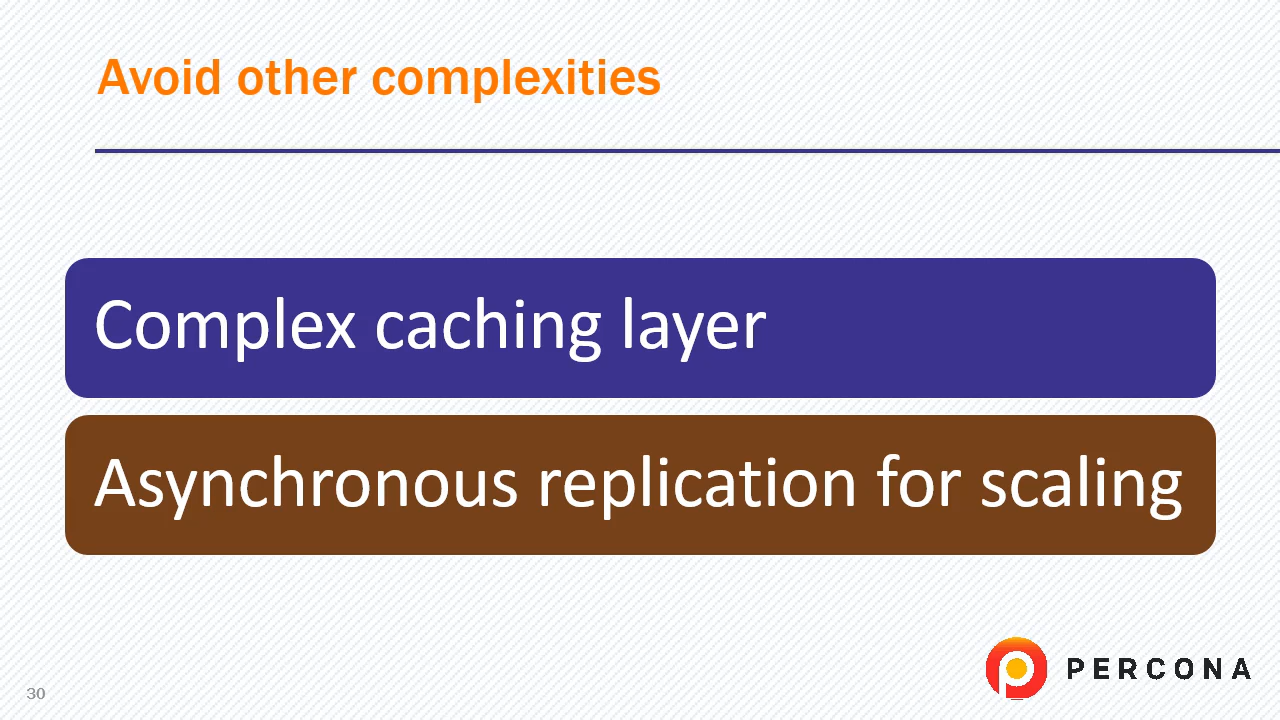 Avoid other complexities
Complex caching layer
Asynchronous replication for scaling
30
PERCONA